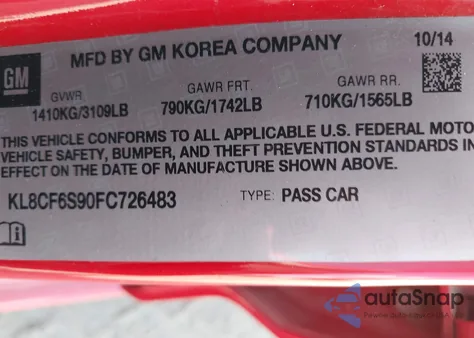 MFD BY GM KOREA COMPANY 10/14
GM
GVWR GAWR FRT. GAWR RR.
1410KG/3109LB 790KG/1742LB 710KG/1565LB
THIS VEHICLE CONFORMS TO ALL APPLICABLE U.S. FEDERAL MOTO
VEHICLE SAFETY, BUMPER, AND THEFT PREVENTION STANDARDS IN
EFFECT ON THE DATE OF MANUFACTURE SHOWN ABOVE.
KL8CF6S90FC726483 TYPE: PASS CAR
autoSnap